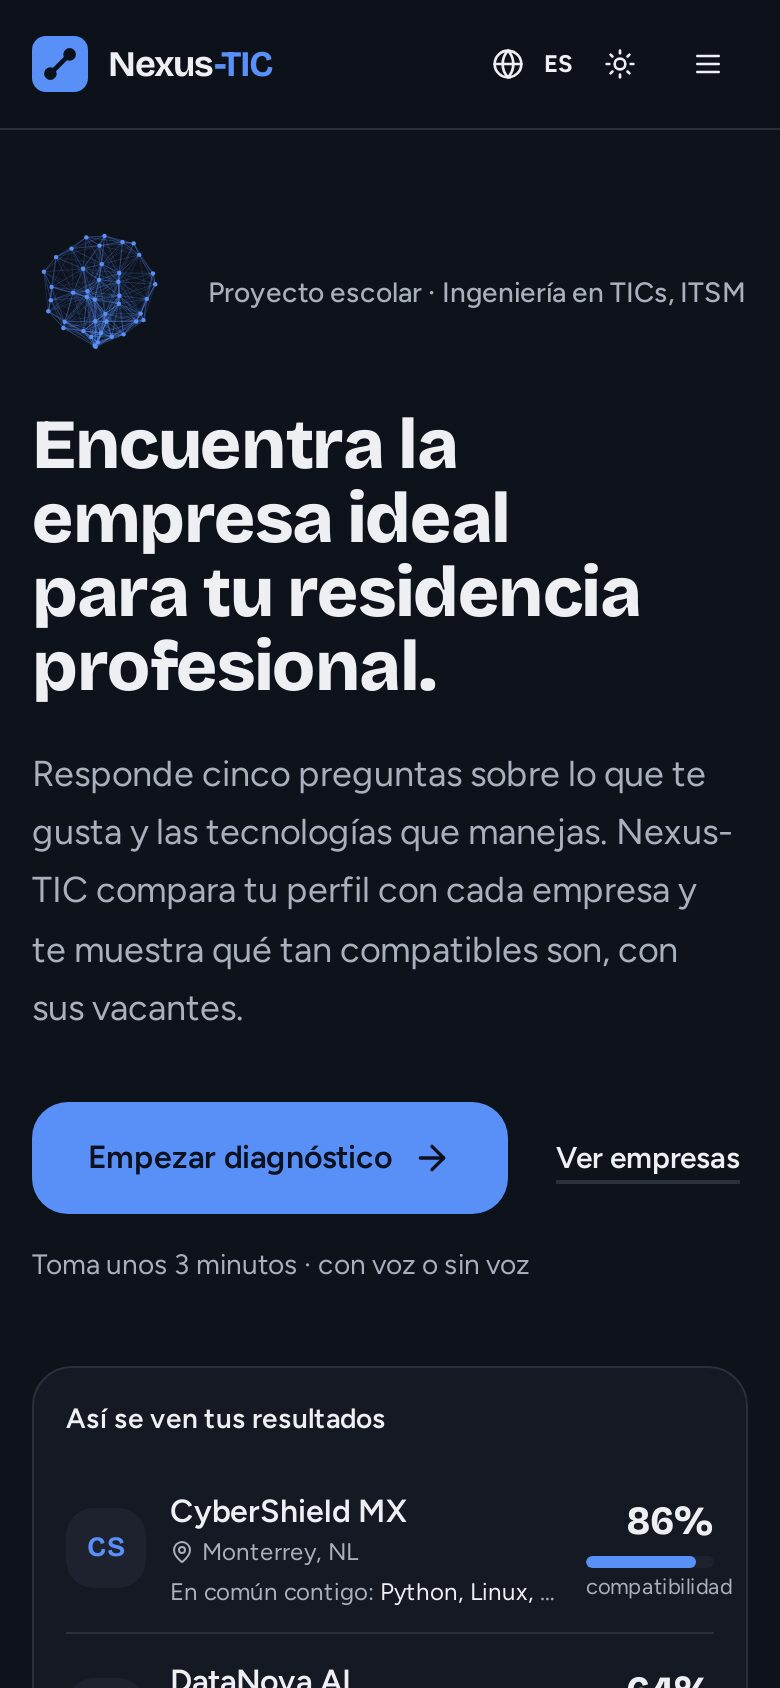 Nexus-TIC
ES
Proyecto escolar · Ingeniería en TICs, ITSM
Encuentra la
empresa ideal
para tu residencia
profesional.
Responde cinco preguntas sobre lo que te
gusta y las tecnologías que manejas. Nexus-
TIC compara tu perfil con cada empresa y
te muestra qué tan compatibles son, con
sus vacantes.
Empezar diagnóstico
Ver empresas
Toma unos 3 minutos · con voz o sin voz
Así se ven tus resultados
CS
CyberShield MX
Monterrey, NL
En común contigo: Python, Linux, ...
86%
compatibilidad
DataNova AI
64%